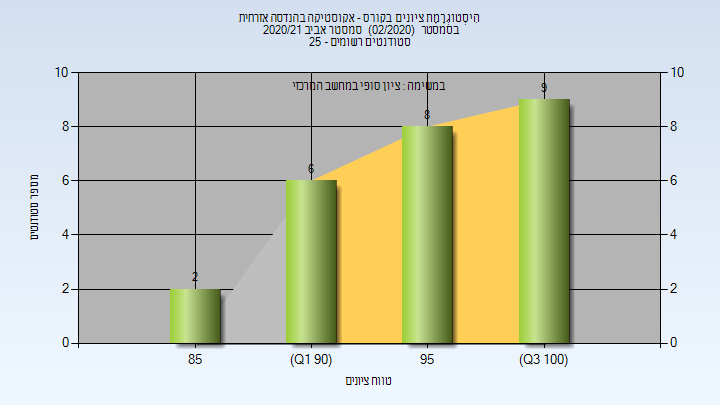 היסטוגרמת ציונים בקורס - אקוסטיקה בהנדסה אזרחית
בסמסטר (02/2020) סמסטר אביב 2020/21
סטודנטים רשומים - 25
במשימה : ציון סופי במחשב המרכזי
10
8
6
4
2
0
10
8
6
4
2
0
2
6
8
9
מספר סטודנטים
85
(Q1 90)
95
(Q3 100)
טווח ציונים